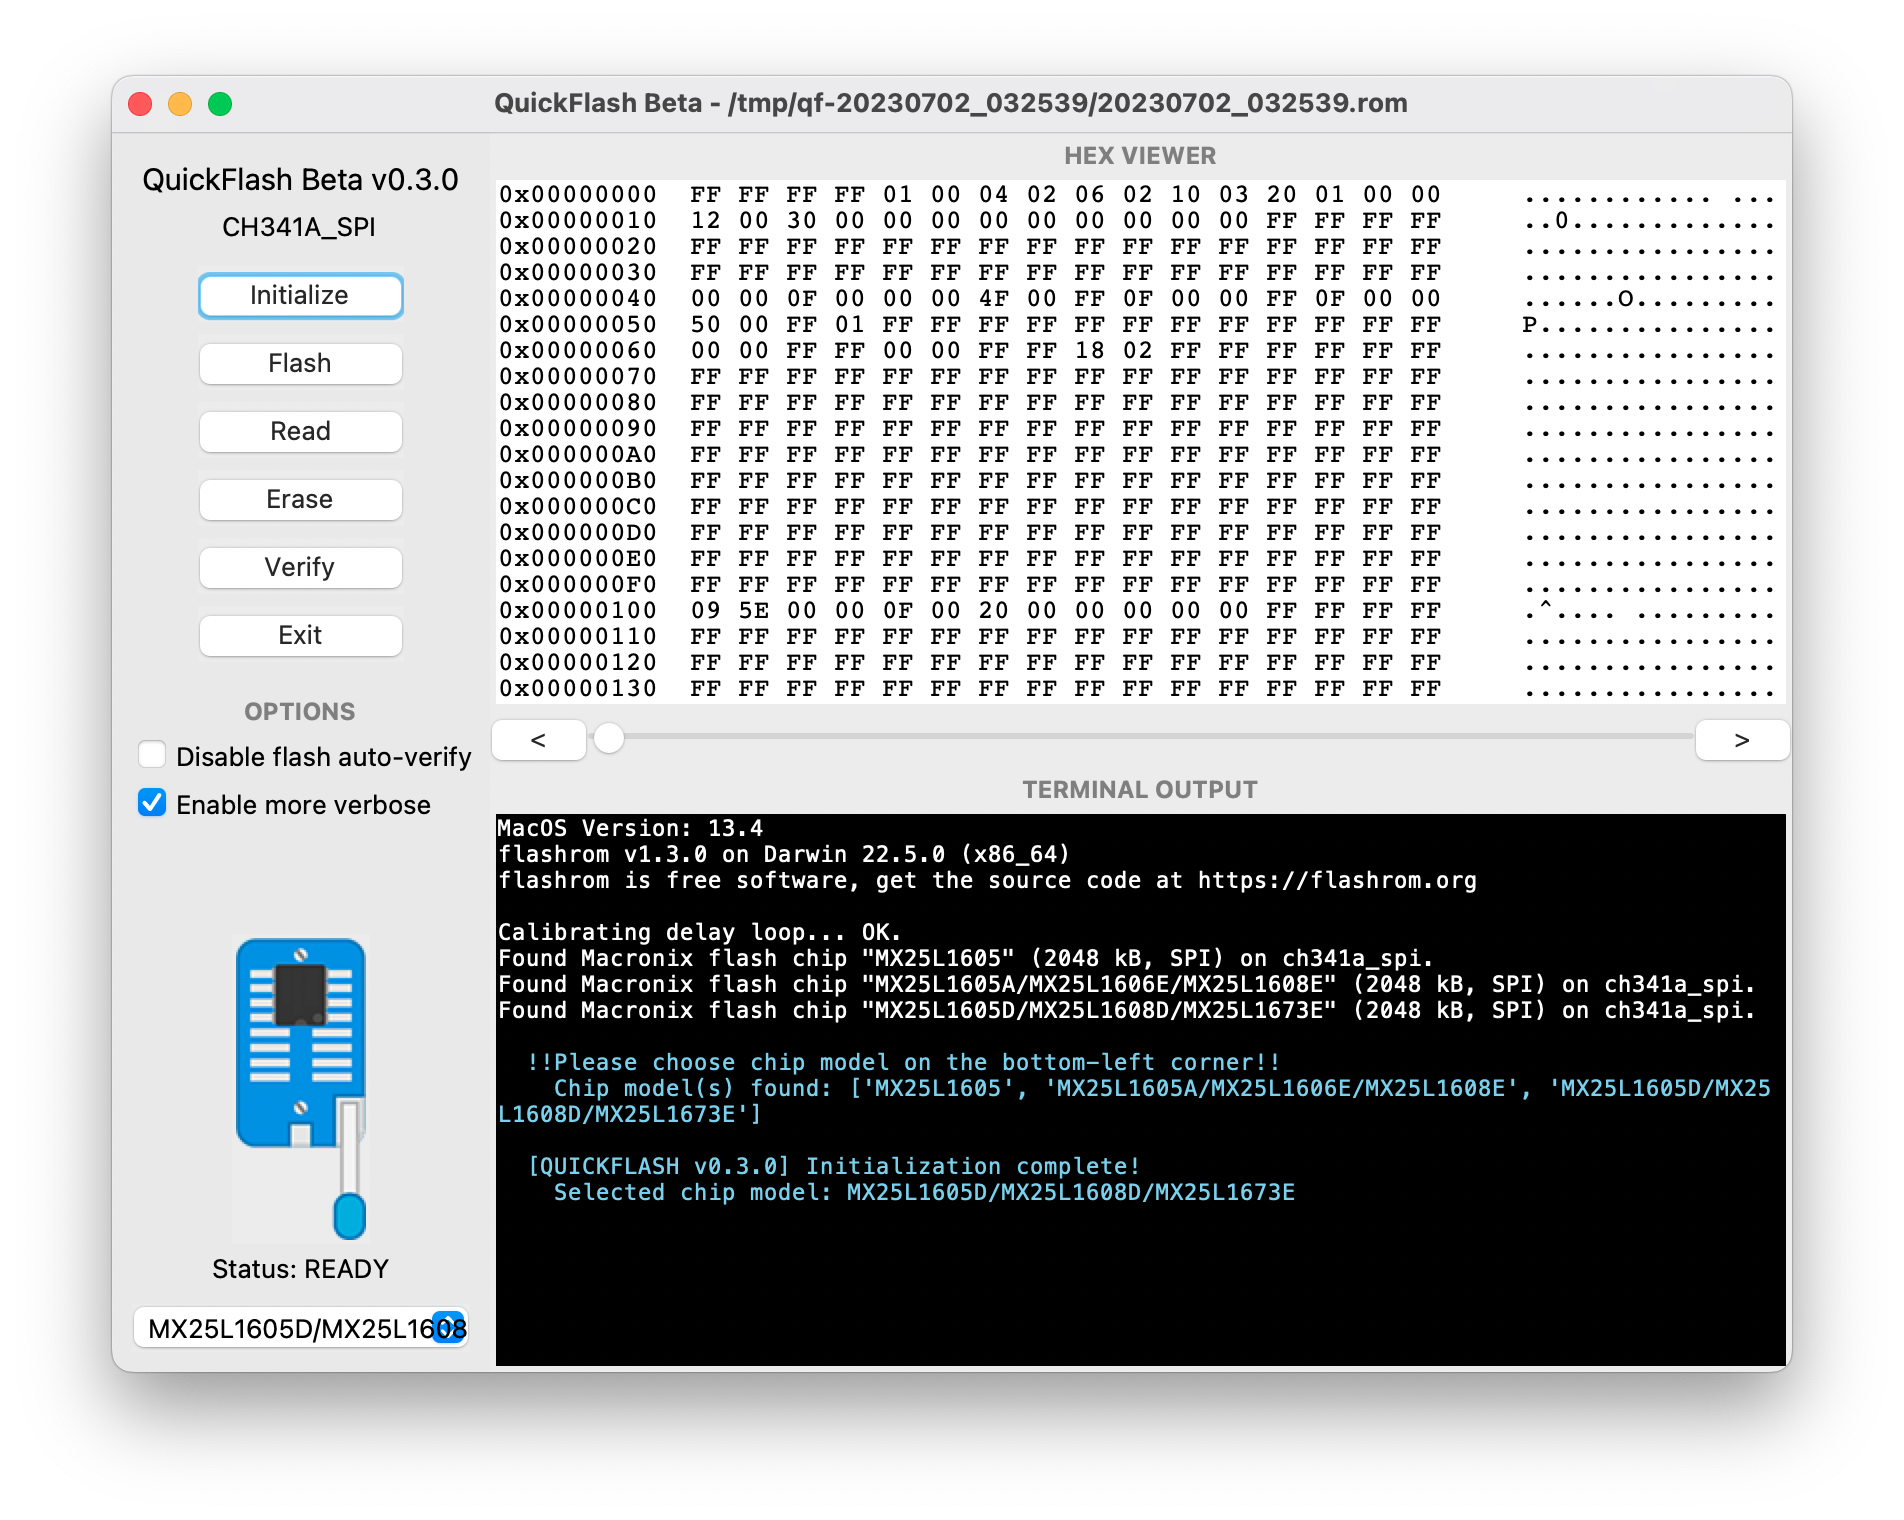 QuickFlash Beta - /tmp/qf-20230702_032539/20230702_032539.rom
QuickFlash Beta v0.3.0
CH341A_SPI
Initialize
Flash
Read
Erase
Verify
Exit
OPTIONS
Disable flash auto-verify
Enable more verbose
Status: READY
MX25L1605D/MX25L1608
HEX VIEWER
0x00000000 FF FF FF FF 01 00 04 02 06 02 10 03 20 01 00 00 ............ ...
0x00000010 12 00 30 00 00 00 00 00 00 00 00 00 FF FF FF FF ..0.............
0x00000020 FF FF FF FF FF FF FF FF FF FF FF FF FF FF FF FF ................
0x00000030 FF FF FF FF FF FF FF FF FF FF FF FF FF FF FF FF ................
0x00000040 00 00 0F 00 00 00 4F 00 FF 0F 00 00 FF 0F 00 00 ......O.........
0x00000050 50 00 FF 01 FF FF FF FF FF FF FF FF FF FF FF FF P...............
0x00000060 00 00 FF FF 00 00 FF FF 18 02 FF FF FF FF FF FF ................
0x00000070 FF FF FF FF FF FF FF FF FF FF FF FF FF FF FF FF ................
0x00000080 FF FF FF FF FF FF FF FF FF FF FF FF FF FF FF FF ................
0x00000090 FF FF FF FF FF FF FF FF FF FF FF FF FF FF FF FF ................
0x000000A0 FF FF FF FF FF FF FF FF FF FF FF FF FF FF FF FF ................
0x000000B0 FF FF FF FF FF FF FF FF FF FF FF FF FF FF FF FF ................
0x000000C0 FF FF FF FF FF FF FF FF FF FF FF FF FF FF FF FF ................
0x000000D0 FF FF FF FF FF FF FF FF FF FF FF FF FF FF FF FF ................
0x000000E0 FF FF FF FF FF FF FF FF FF FF FF FF FF FF FF FF ................
0x000000F0 FF FF FF FF FF FF FF FF FF FF FF FF FF FF FF FF ................
0x00000100 09 5E 00 00 0F 00 20 00 00 00 00 00 FF FF FF FF .^.... .........
0x00000110 FF FF FF FF FF FF FF FF FF FF FF FF FF FF FF FF ................
0x00000120 FF FF FF FF FF FF FF FF FF FF FF FF FF FF FF FF ................
0x00000130 FF FF FF FF FF FF FF FF FF FF FF FF FF FF FF FF ................
< >
TERMINAL OUTPUT
MacOS Version: 13.4
flashrom v1.3.0 on Darwin 22.5.0 (x86_64)
flashrom is free software, get the source code at https://flashrom.org
Calibrating delay loop... OK.
Found Macronix flash chip "MX25L1605" (2048 kB, SPI) on ch341a_spi.
Found Macronix flash chip "MX25L1605A/MX25L1606E/MX25L1608E" (2048 kB, SPI) on ch341a_spi.
Found Macronix flash chip "MX25L1605D/MX25L1608D/MX25L1673E" (2048 kB, SPI) on ch341a_spi.
!!Please choose chip model on the bottom-left corner!!
Chip model(s) found: ['MX25L1605', 'MX25L1605A/MX25L1606E/MX25L1608E', 'MX25L1605D/MX25
L1608D/MX25L1673E']
[QUICKFLASH v0.3.0] Initialization complete!
Selected chip model: MX25L1605D/MX25L1608D/MX25L1673E